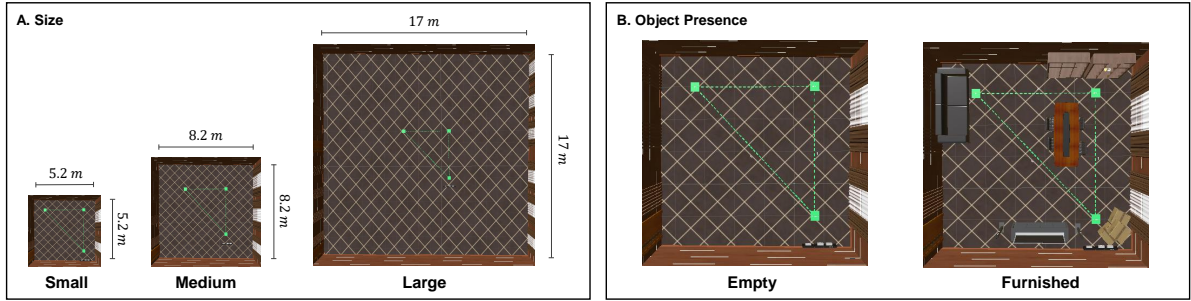 A. Size
17 m
17 m
8.2 m
8.2 m
5.2 m
5.2 m
Small
Medium
Large
B. Object Presence
Empty
Furnished